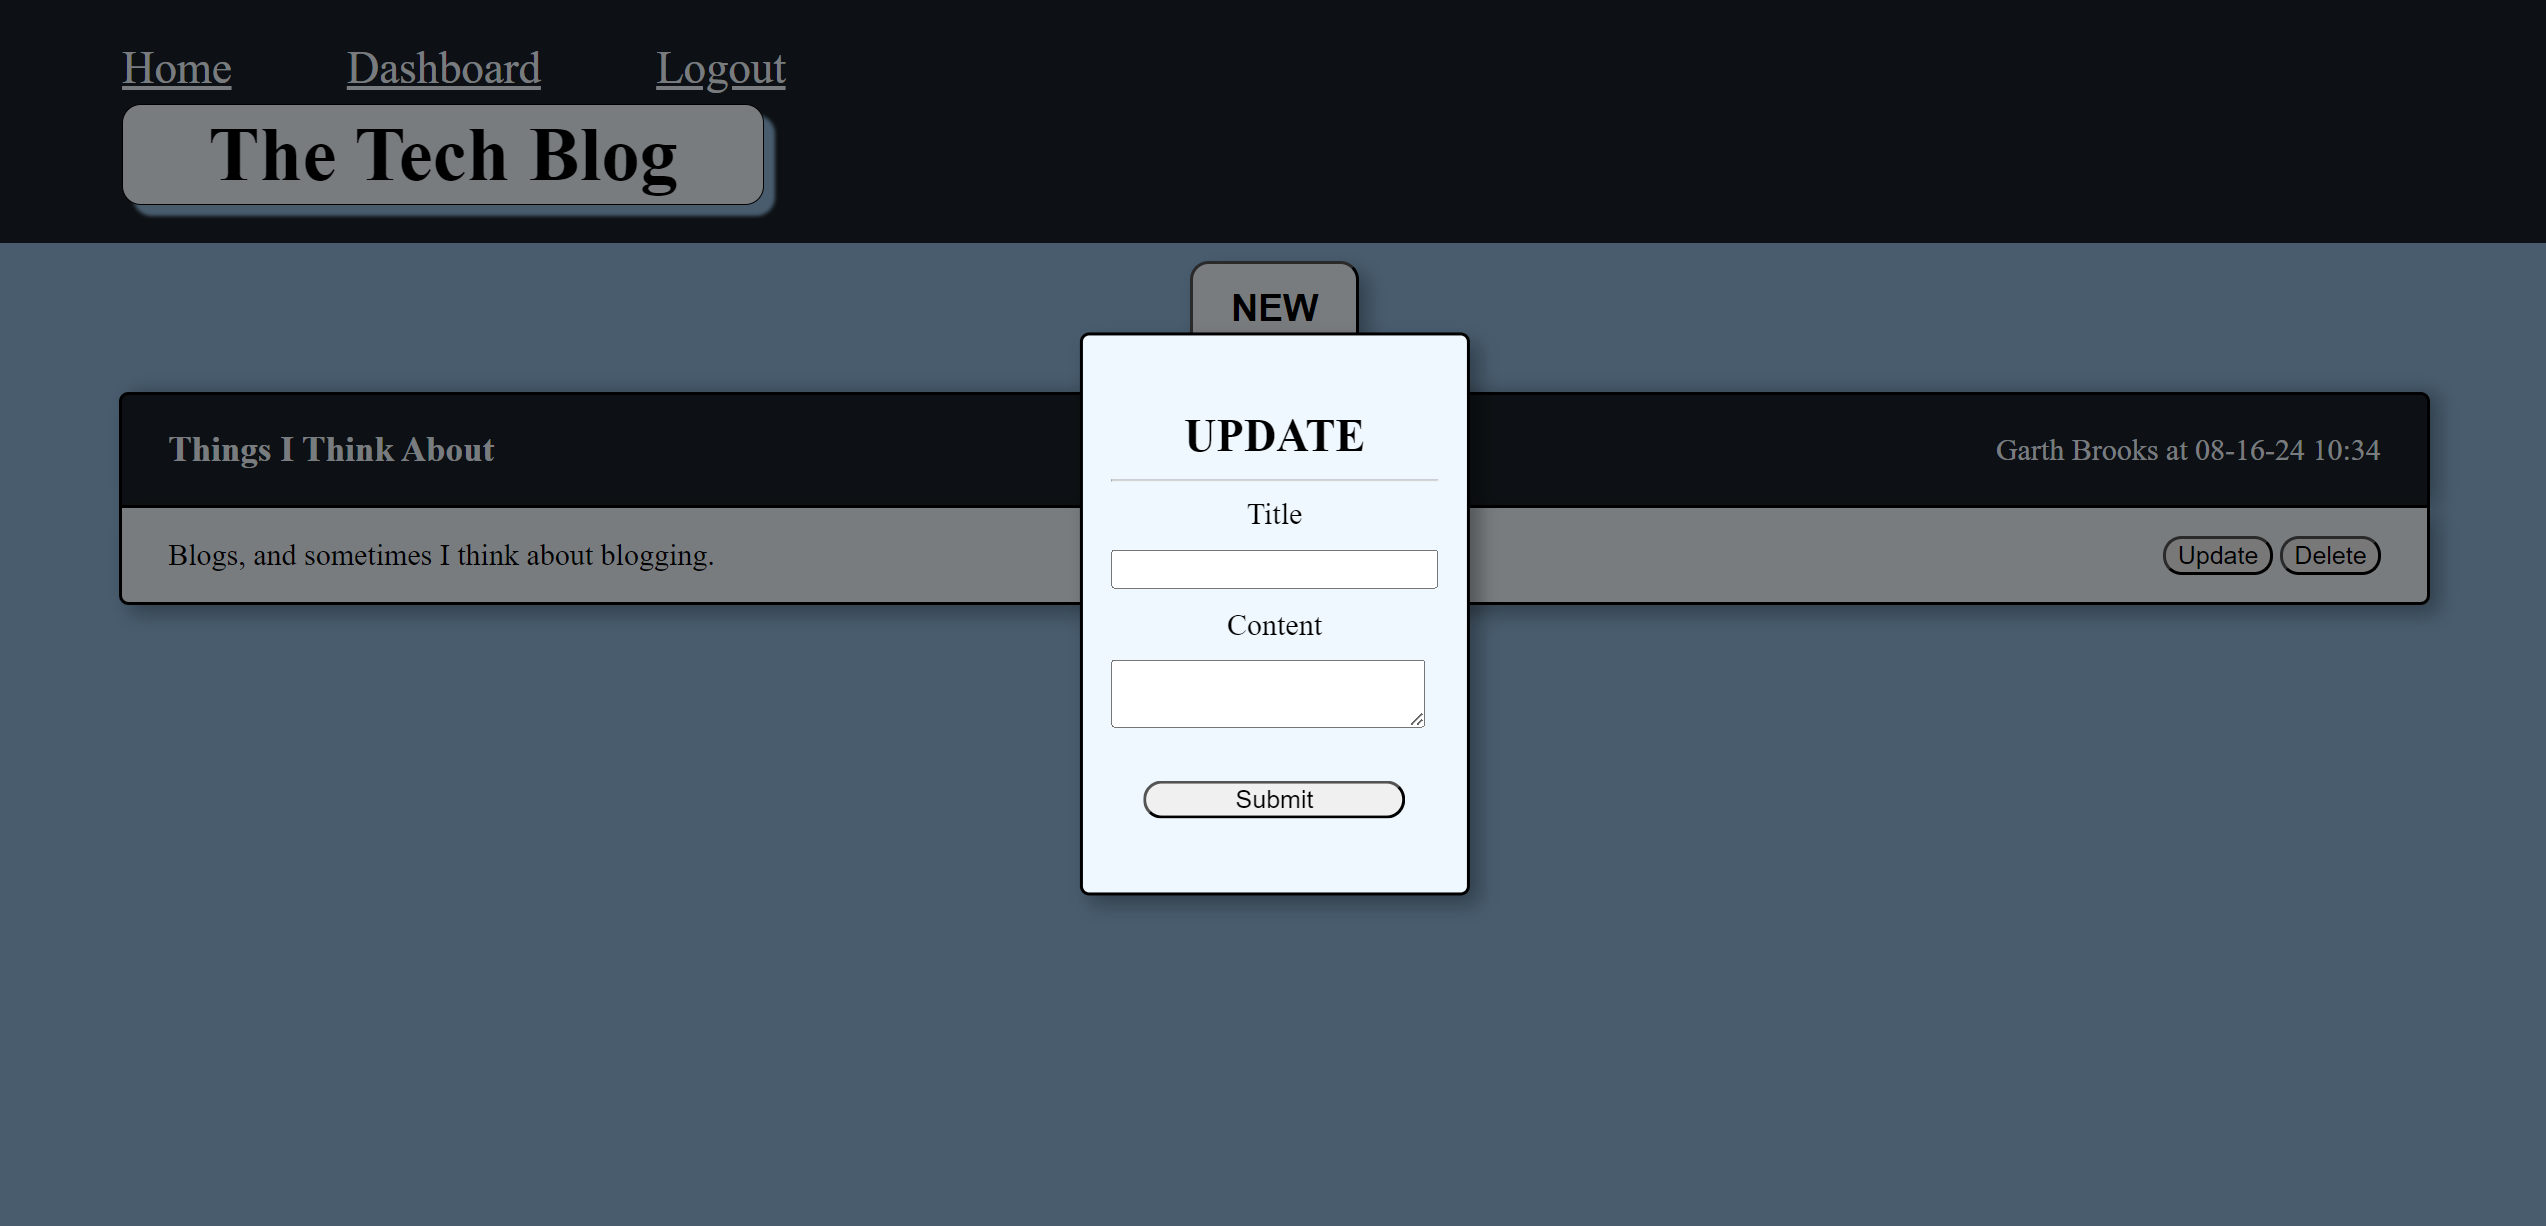 Home Dashboard Logout
The Tech Blog
NEW
Things I Think About Garth Brooks at 08-16-24 10:34
Blogs, and sometimes I think about blogging. Update Delete
UPDATE
Title
Content
Submit